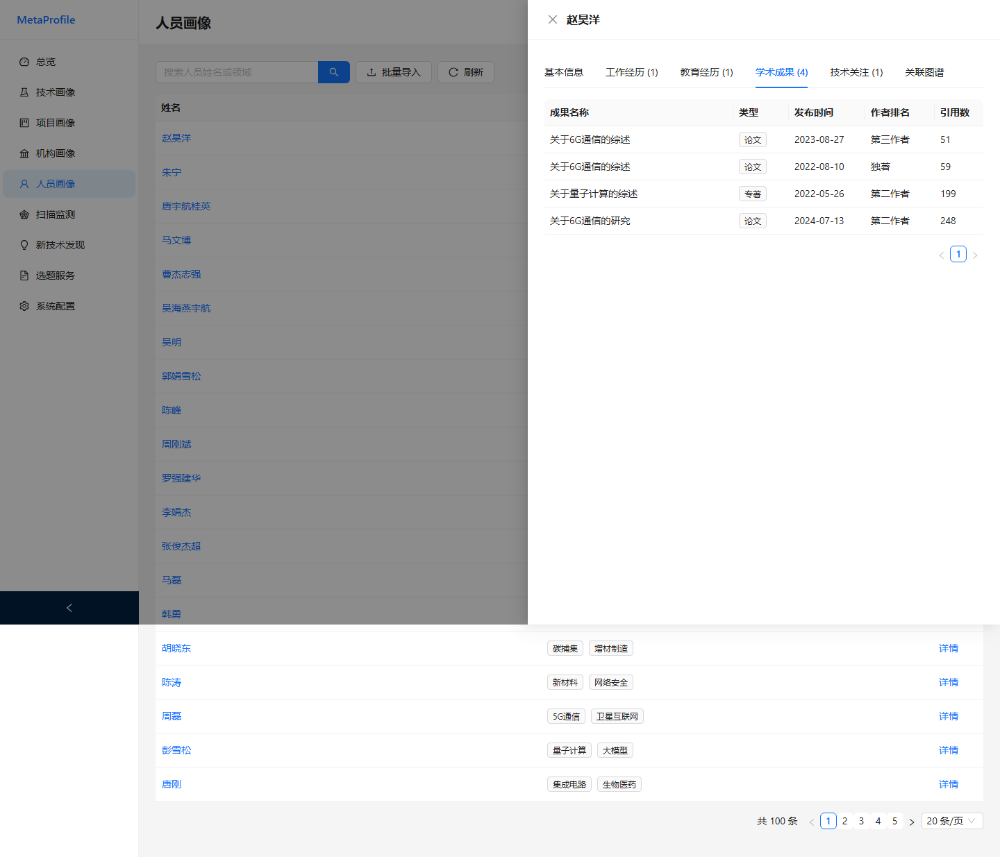 MetaProfile
总览
技术画像
项目画像
机构画像
人员画像
扫描监测
新技术发现
选题服务
系统配置
人员画像
搜索人员姓名或领域
批量导入
刷新
姓名
赵昊洋
朱宁
唐宇航桂英
马文博
曹杰志强
吴海燕宇航
吴明
郭娟雪松
陈峰
周刚斌
罗强建华
李娟杰
张俊杰超
马磊
韩勇
胡晓东 碳捕集 增材制造 详情
陈涛 新材料 网络安全 详情
周磊 5G通信 卫星互联网 详情
彭雪松 量子计算 大模型 详情
唐刚 集成电路 生物医药 详情
共 100 条 < 1 2 3 4 5 > 20 条/页
赵昊洋
基本信息 工作经历 (1) 教育经历 (1) 学术成果 (4) 技术关注 (1) 关联图谱
成果名称 类型 发布时间 作者排名 引用数
关于6G通信的综述 论文 2023-08-27 第三作者 51
关于6G通信的综述 论文 2022-08-10 独著 59
关于量子计算的综述 专著 2022-05-26 第二作者 199
关于6G通信的研究 论文 2024-07-13 第二作者 248
< 1 >